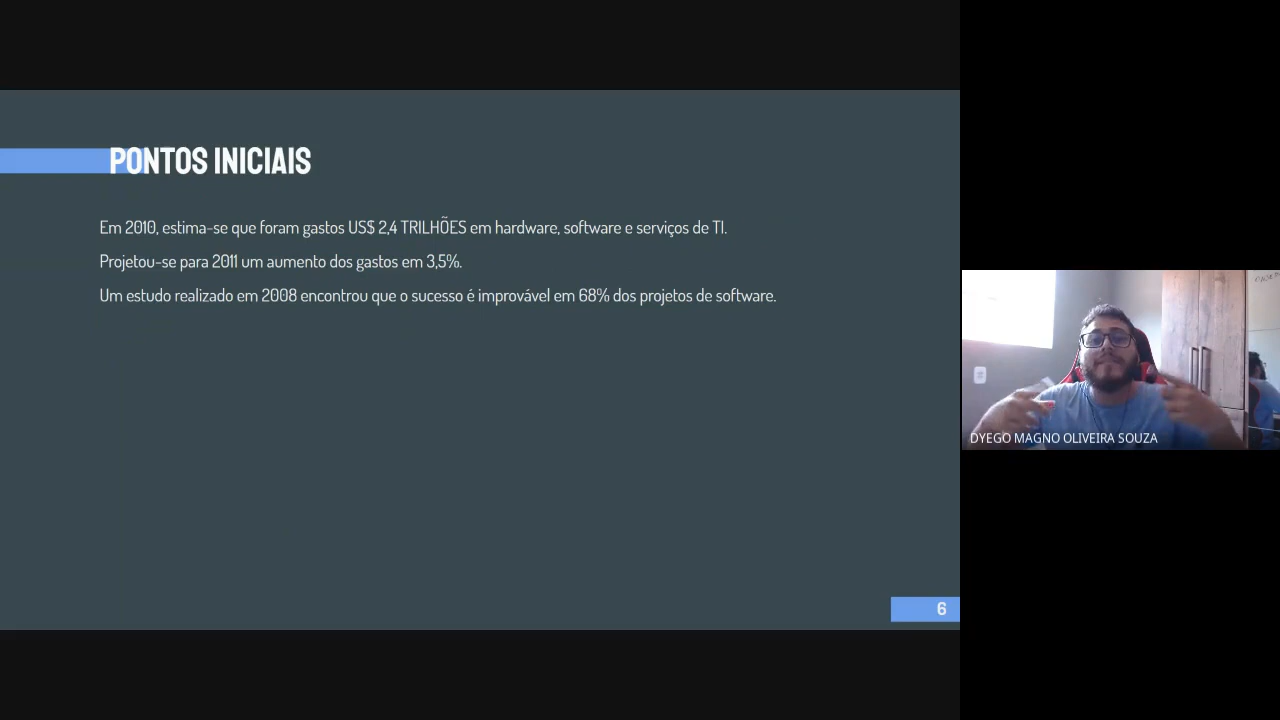 PONTOS INICIAIS
Em 2010, estima-se que foram gastos US$ 2,4 TRILHÕES em hardware, software e serviços de TI.
Projetou-se para 2011 um aumento dos gastos em 3,5%.
Um estudo realizado em 2008 encontrou que o sucesso é improvável em 68% dos projetos de software.
6
DYEGO MAGNO OLIVEIRA SOUZA